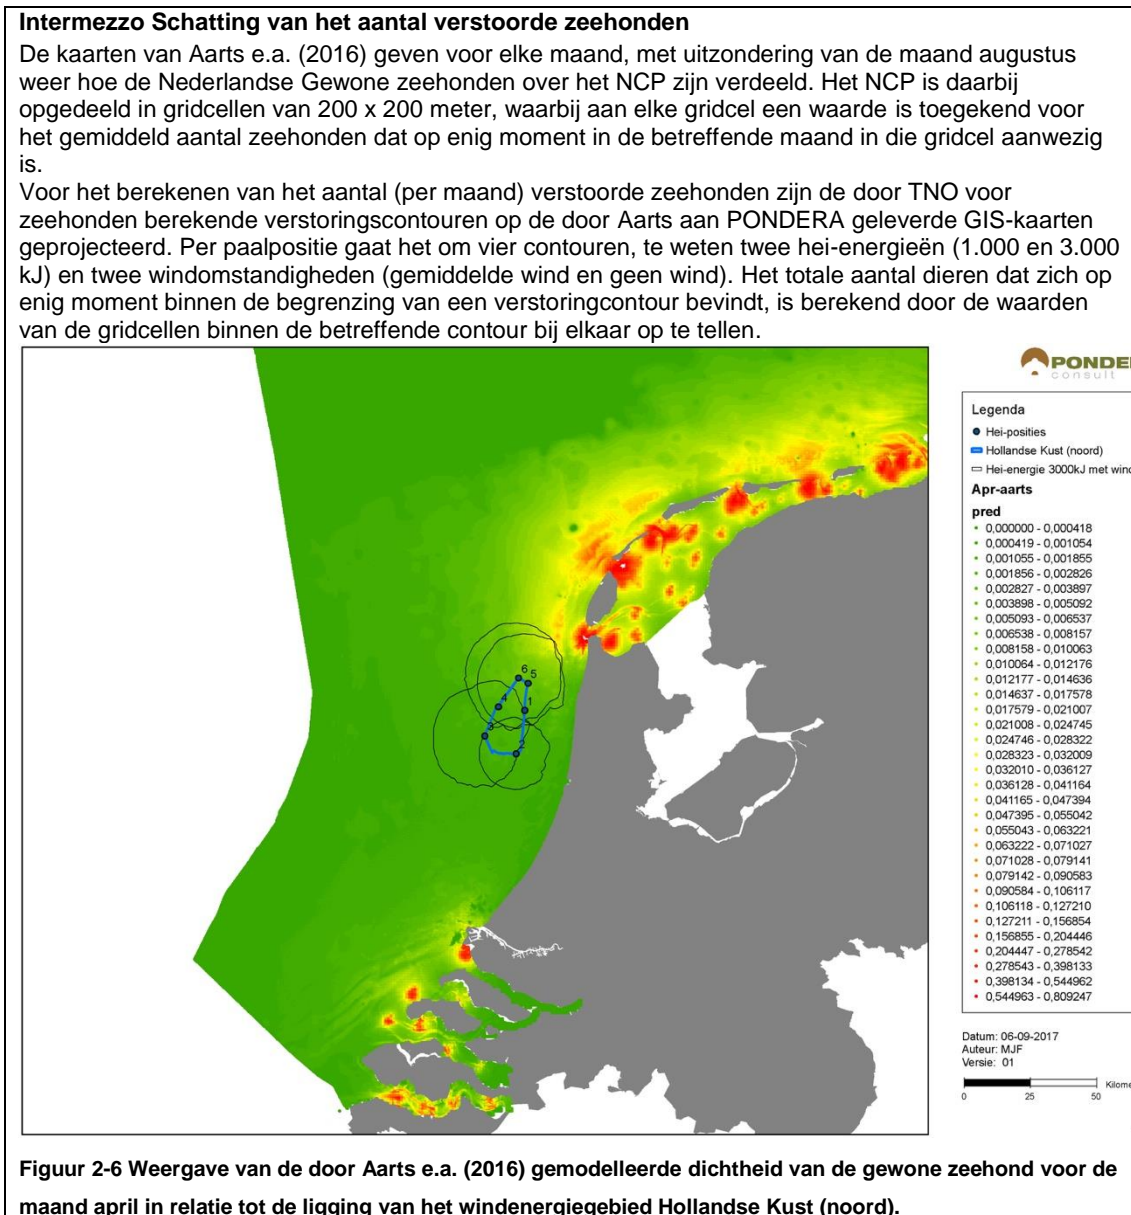 Intermezzo Schatting van het aantal verstoorde zeehonden
De kaarten van Aarts e.a. (2016) geven voor elke maand, met uitzondering van de maand augustus
weer hoe de Nederlandse Gewone zeehonden over het NCP zijn verdeeld. Het NCP is daarbij
opgedeeld in gridcellen van 200 x 200 meter, waarbij aan elke gridcel een waarde is toegekend voor
het gemiddeld aantal zeehonden dat op enig moment in de betreffende maand in die gridcel aanwezig
is.
Voor het berekenen van het aantal (per maand) verstoorde zeehonden zijn de door TNO voor
zeehonden berekende verstoringscontouren op de door Aarts aan PONDERA geleverde GIS-kaarten
geprojecteerd. Per paalpositie gaat het om vier contouren, te weten twee hei-energieën (1.000 en 3.000
kJ) en twee windomstandigheden (gemiddelde wind en geen wind). Het totale aantal dieren dat zich op
enig moment binnen de begrenzing van een verstoringcontour bevindt, is berekend door de waarden
van de gridcellen binnen de betreffende contour bij elkaar op te tellen.
PONDE
consult
Legenda
Hei-posities
Hollandse Kust (noord)
Hei-energie 3000kJ met wind
Apr-aarts
pred
0,000000 - 0,000418
0,000419 - 0,001054
0,001055 - 0,001855
0,001856 - 0,002826
0,002827 - 0,003897
0,003898 - 0,005092
0,005093 - 0,006537
0,006538 - 0,008157
0,008158 - 0,010063
0,010064 - 0,012176
0,012177 - 0,014636
0,014637 - 0,017578
0,017579 - 0,021007
0,021008 - 0,024745
0,024746 - 0,028322
0,028323 - 0,032009
0,032010 - 0,036127
0,036128 - 0,041164
0,041165 - 0,047394
0,047395 - 0,055042
0,055043 - 0,063221
0,063222 - 0,071027
0,071028 - 0,079141
0,079142 - 0,090583
0,090584 - 0,106117
0,106118 - 0,127210
0,127211 - 0,156854
0,156855 - 0,204446
0,204447 - 0,278542
0,278543 - 0,398133
0,398134 - 0,544962
0,544963 - 0,809247
6
5
4
1
3
2
Datum: 06-09-2017
Auteur: MJF
Versie: 01
Kilome
0 25 50
Figuur 2-6 Weergave van de door Aarts e.a. (2016) gemodelleerde dichtheid van de gewone zeehond voor de
maand april in relatie tot de ligging van het windenergiegebied Hollandse Kust (noord).